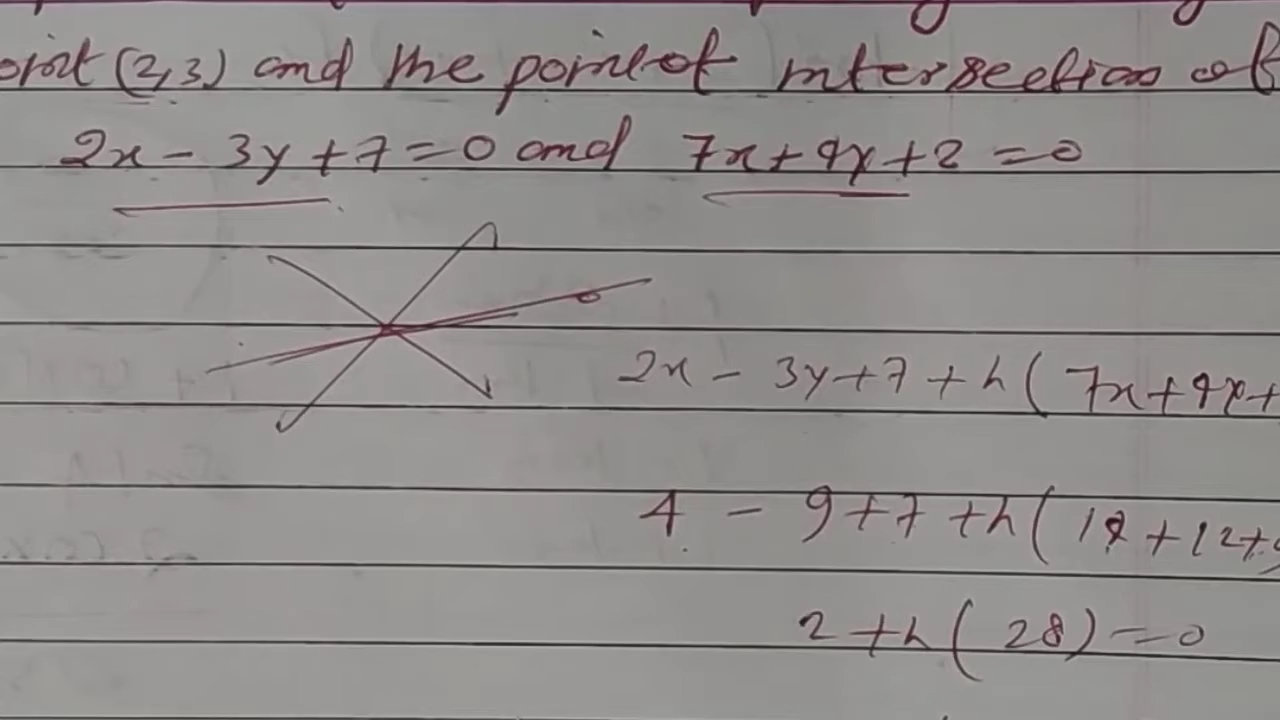 (2,3) and the point of intersection of
2x - 3y + 7 = 0 and 7x + 4y + 2 = 0
2x - 3y + 7 + h ( 7x + 4y +
4 - 9 + 7 + h ( 14 + 12 +
2 + h ( 28 ) = 0